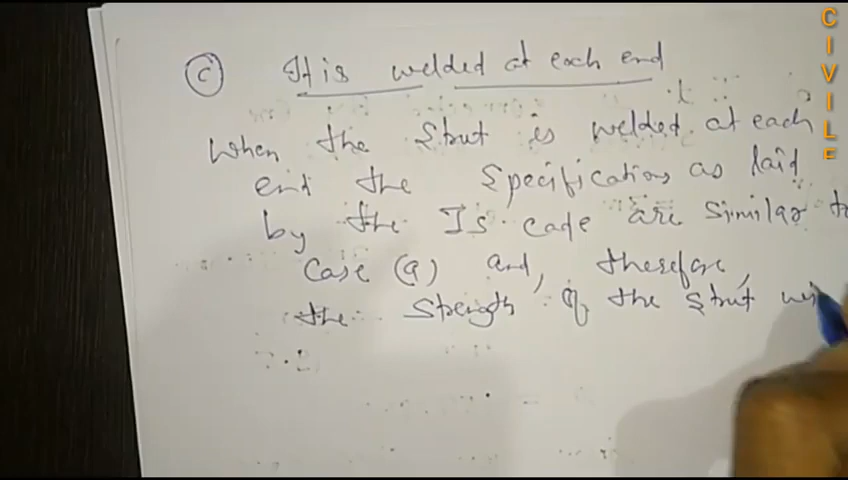 (c) It is welded at each end
When the strut is welded at each
end the specifications as laid
by the IS code are similar to
case (a) and, therefore,
the strength of the strut wi
CIVILE